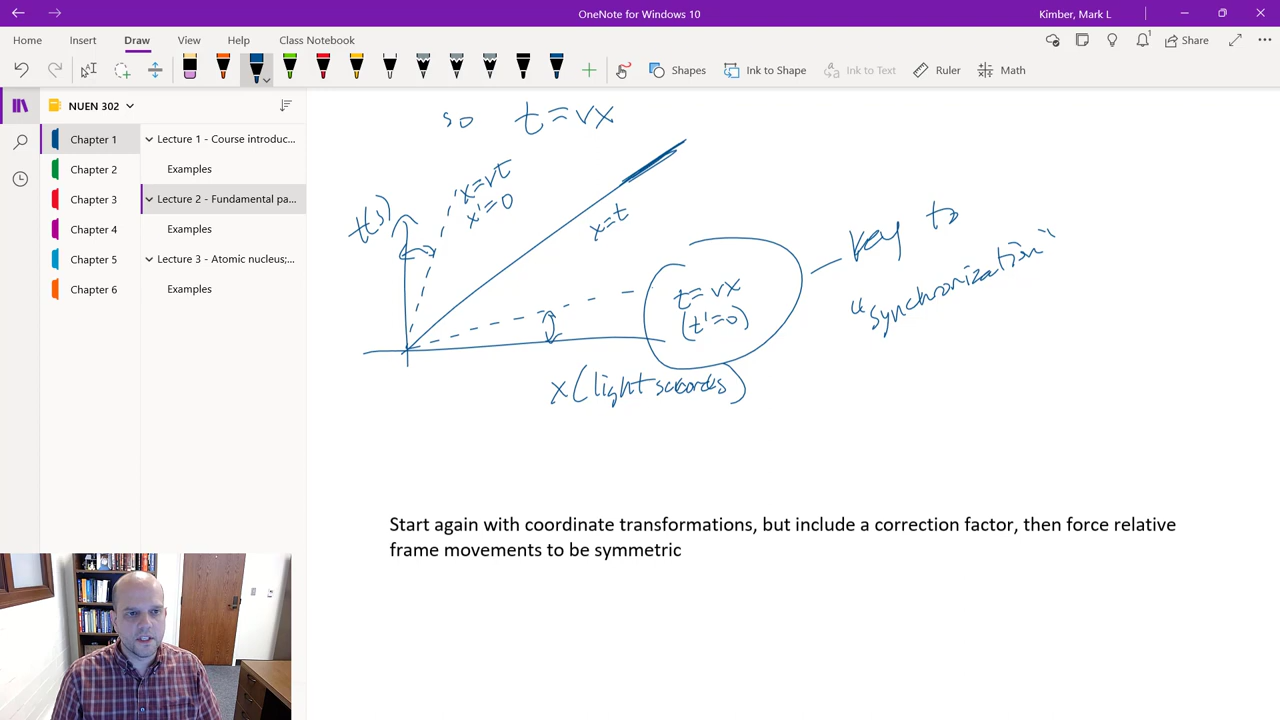 OneNote for Windows 10
Kimber, Mark L
Home
Insert
Draw
View
Help
Class Notebook
1
Share
Shapes
Ink to Shape
Ink to Text
Ruler
Math
NUEN 302
Chapter 1
Chapter 2
Chapter 3
Chapter 4
Chapter 5
Chapter 6
Lecture 1 - Course introduc...
Examples
Lecture 2 - Fundamental pa...
Examples
Lecture 3 - Atomic nucleus;...
Examples
so t=vx
t(s)
x=vt
x'=0
x=t
t=vx
(t'=0)
key to
"synchronization"
x(light seconds)
Start again with coordinate transformations, but include a correction factor, then force relative
frame movements to be symmetric